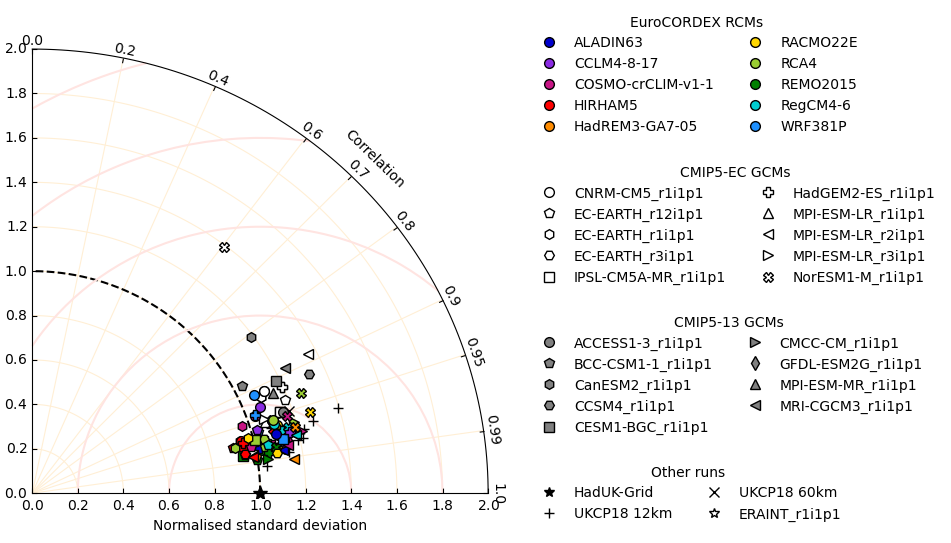 EuroCORDEX RCMs
ALADIN63 RACMO22E
CCLM4-8-17 RCA4
COSMO-crCLIM-v1-1 REMO2015
HIRHAM5 RegCM4-6
HadREM3-GA7-05 WRF381P
CMIP5-EC GCMs
CNRM-CM5_r1i1p1 HadGEM2-ES_r1i1p1
EC-EARTH_r12i1p1 MPI-ESM-LR_r1i1p1
EC-EARTH_r1i1p1 MPI-ESM-LR_r2i1p1
EC-EARTH_r3i1p1 MPI-ESM-LR_r3i1p1
IPSL-CM5A-MR_r1i1p1 NorESM1-M_r1i1p1
CMIP5-13 GCMs
ACCESS1-3_r1i1p1 CMCC-CM_r1i1p1
BCC-CSM1-1_r1i1p1 GFDL-ESM2G_r1i1p1
CanESM2_r1i1p1 MPI-ESM-MR_r1i1p1
CCSM4_r1i1p1 MRI-CGCM3_r1i1p1
CESM1-BGC_r1i1p1
Other runs
HadUK-Grid UKCP18 60km
UKCP18 12km ERAINT_r1i1p1
0.0
0.2
0.4
0.6
Correlation
0.7
0.8
0.9
0.95
0.99
1.0
2.0
1.8
1.6
1.4
1.2
1.0
0.8
0.6
0.4
0.2
0.0
0.0 0.2 0.4 0.6 0.8 1.0 1.2 1.4 1.6 1.8 2.0
Normalised standard deviation